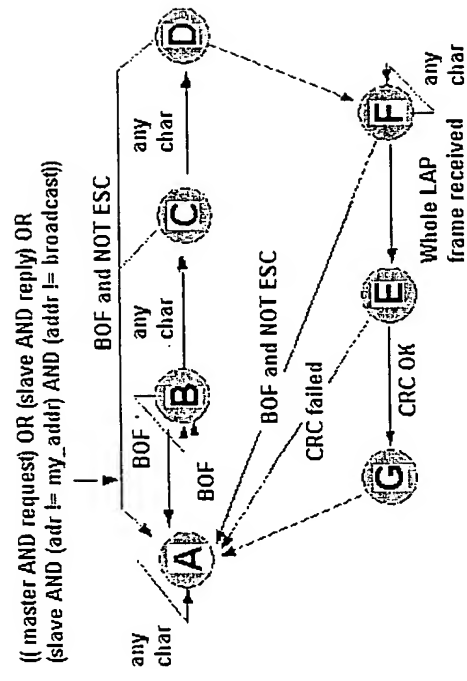 (( master AND request) OR (slave AND reply) OR
(slave AND (adr != my_addr) AND (addr != broadcast))
BOF and NOT ESC
any
char
A
BOF
BOF
B
any
char
C
any
char
D
BOF and NOT ESC
CRC failed
G
CRC OK
E
Whole LAP
frame received
F
any
char